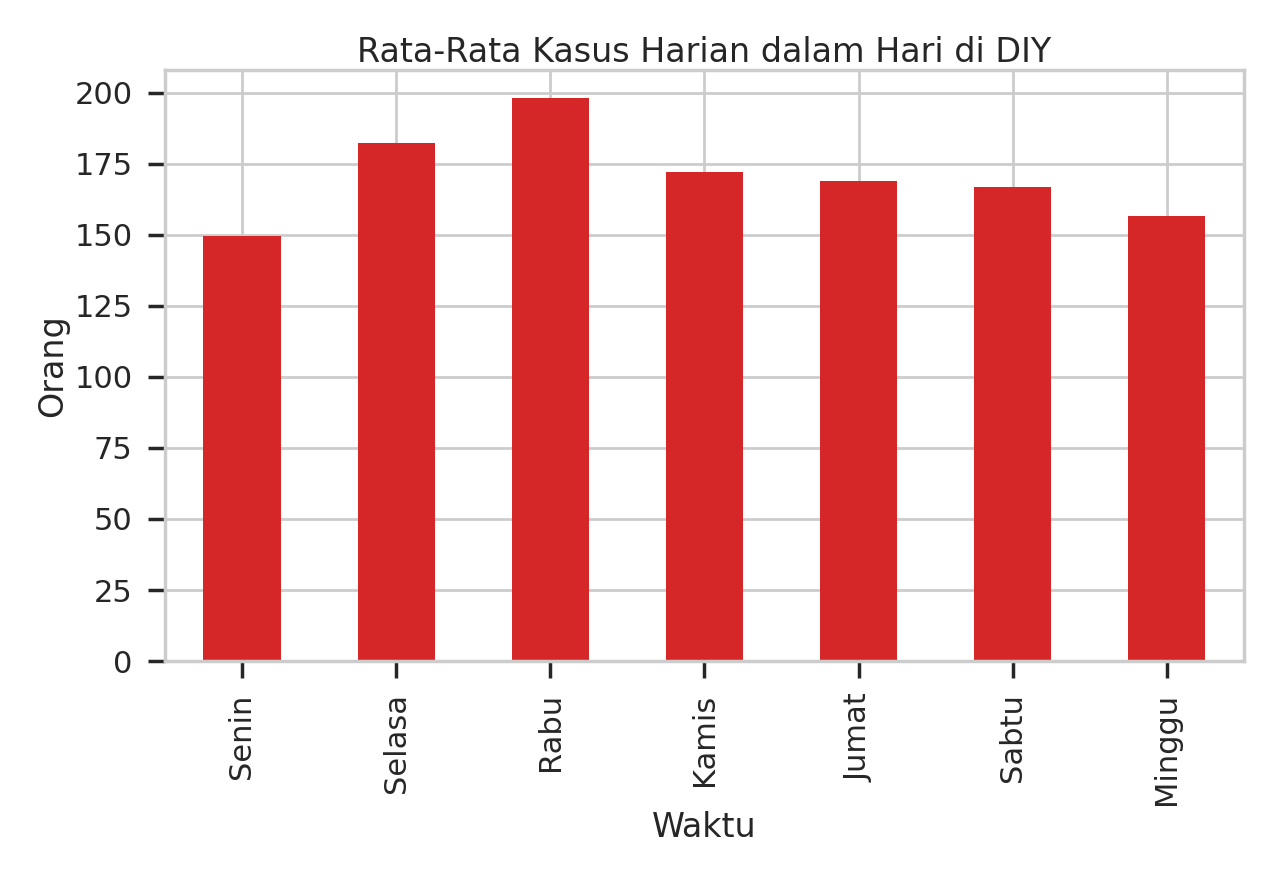 Rata-Rata Kasus Harian dalam Hari di DIY
200
175
150
125
100
75
50
25
0
Orang
Senin
Selasa
Rabu
Kamis
Jumat
Sabtu
Minggu
Waktu